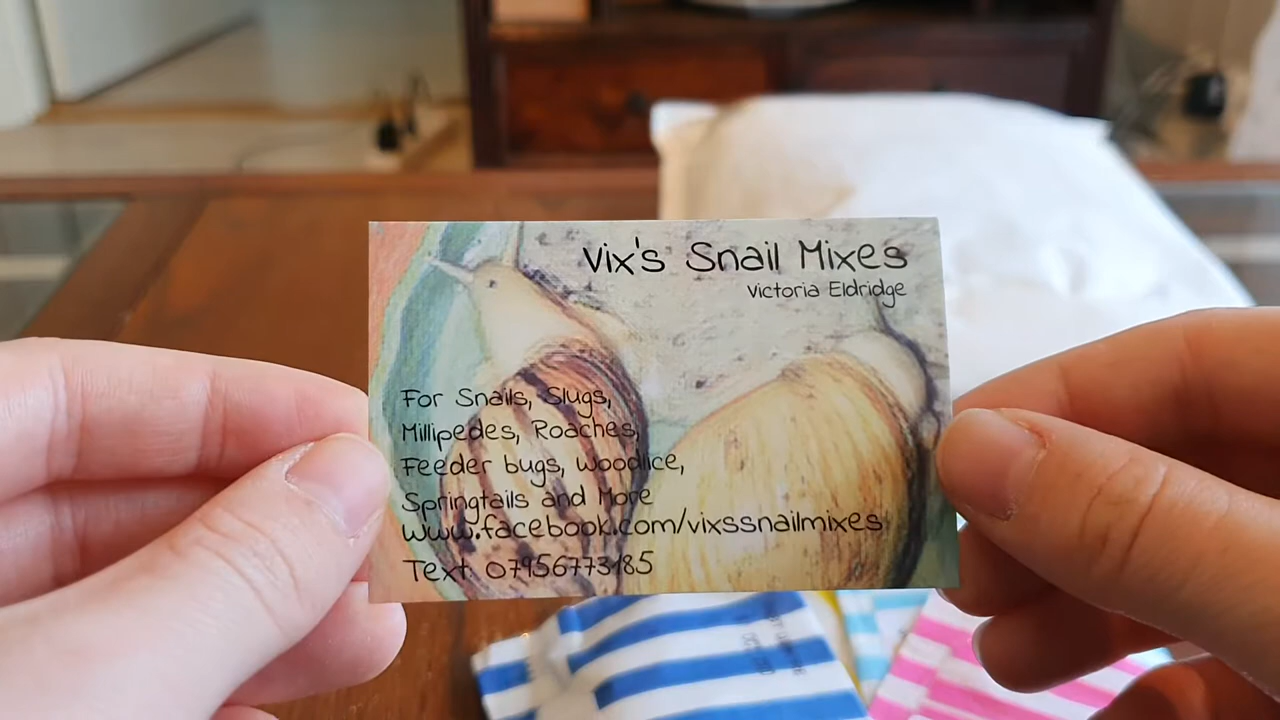 Vix's Snail Mixes
Victoria Eldridge
For Snails, Slugs,
Millipedes, Roaches,
Feeder bugs, Woodlice,
Springtails and More
www.facebook.com/vixssnailmixes
Text 07956773185